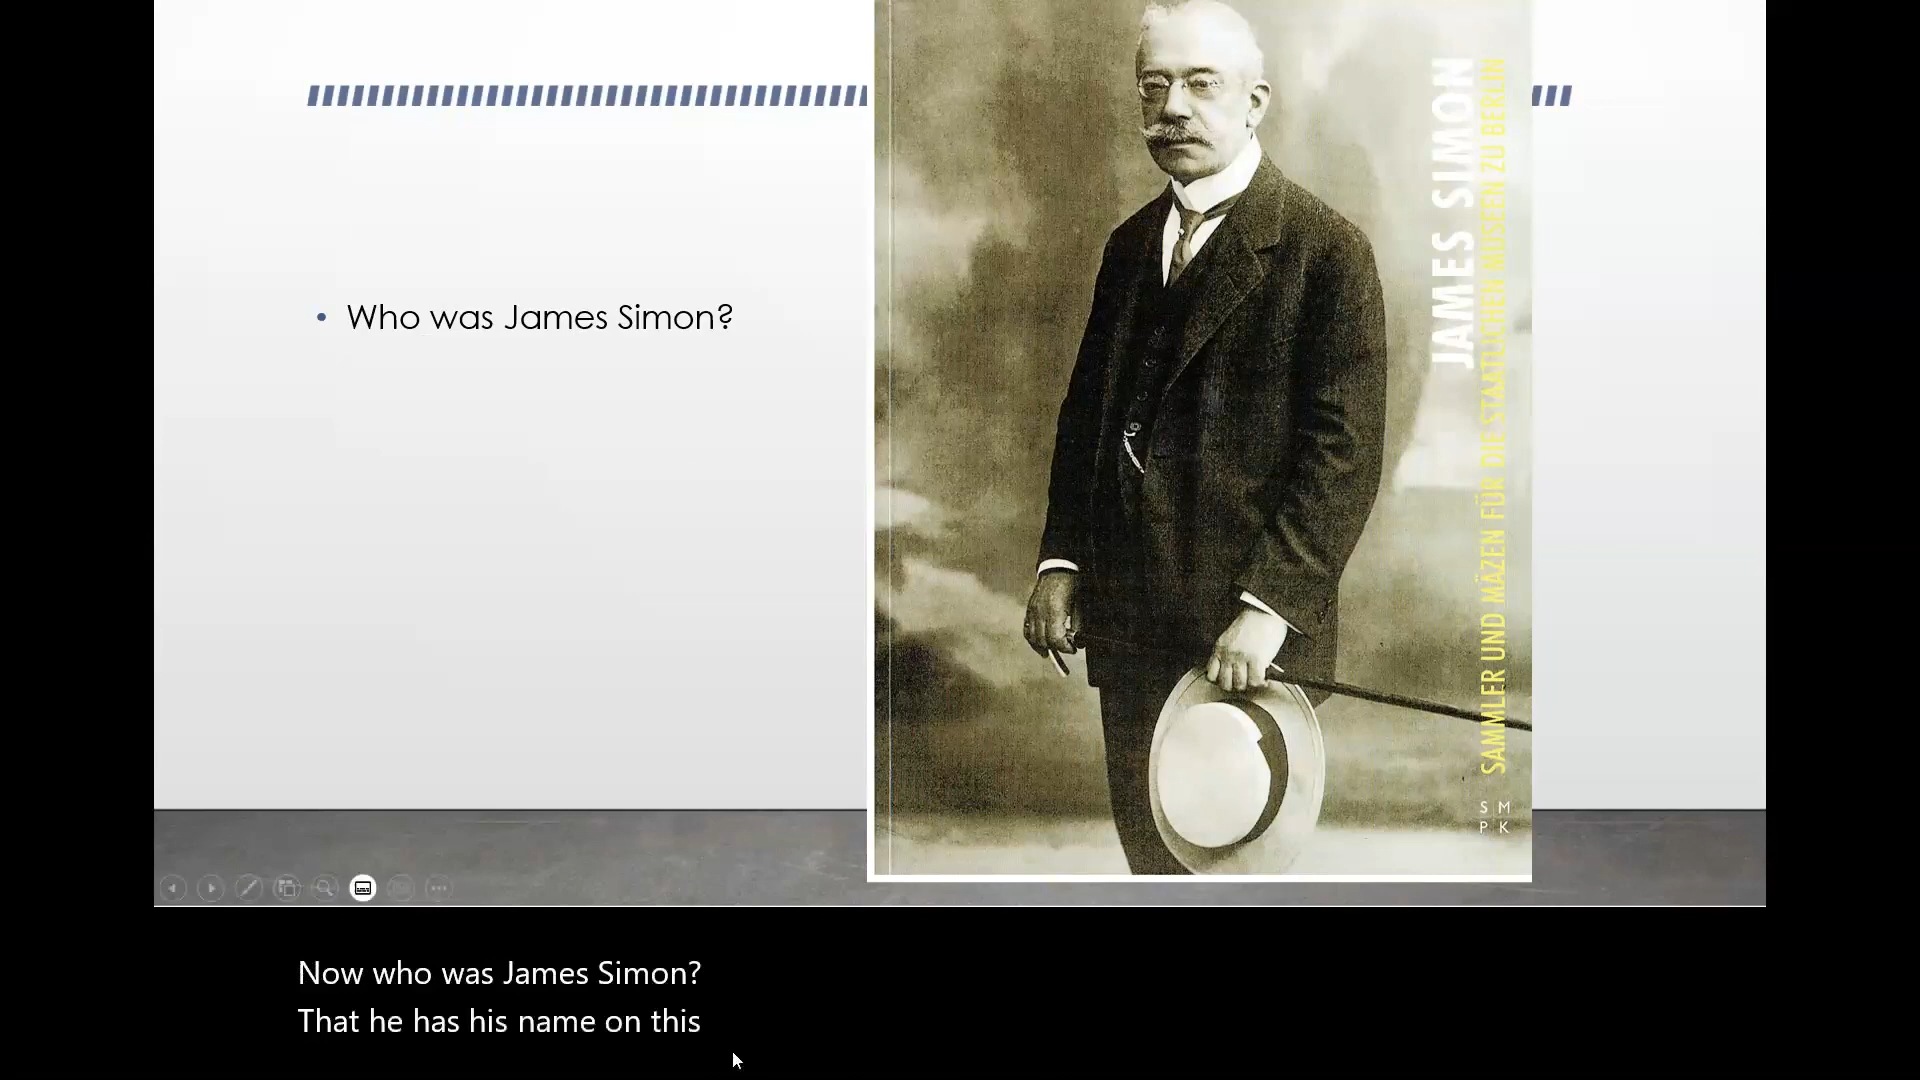 Who was James Simon?
JAMES SIMON
SAMMLER UND MÄZEN FÜR DIE STAATLICHEN MUSEEN ZU BERLIN
S M
P K
Now who was James Simon?
That he has his name on this